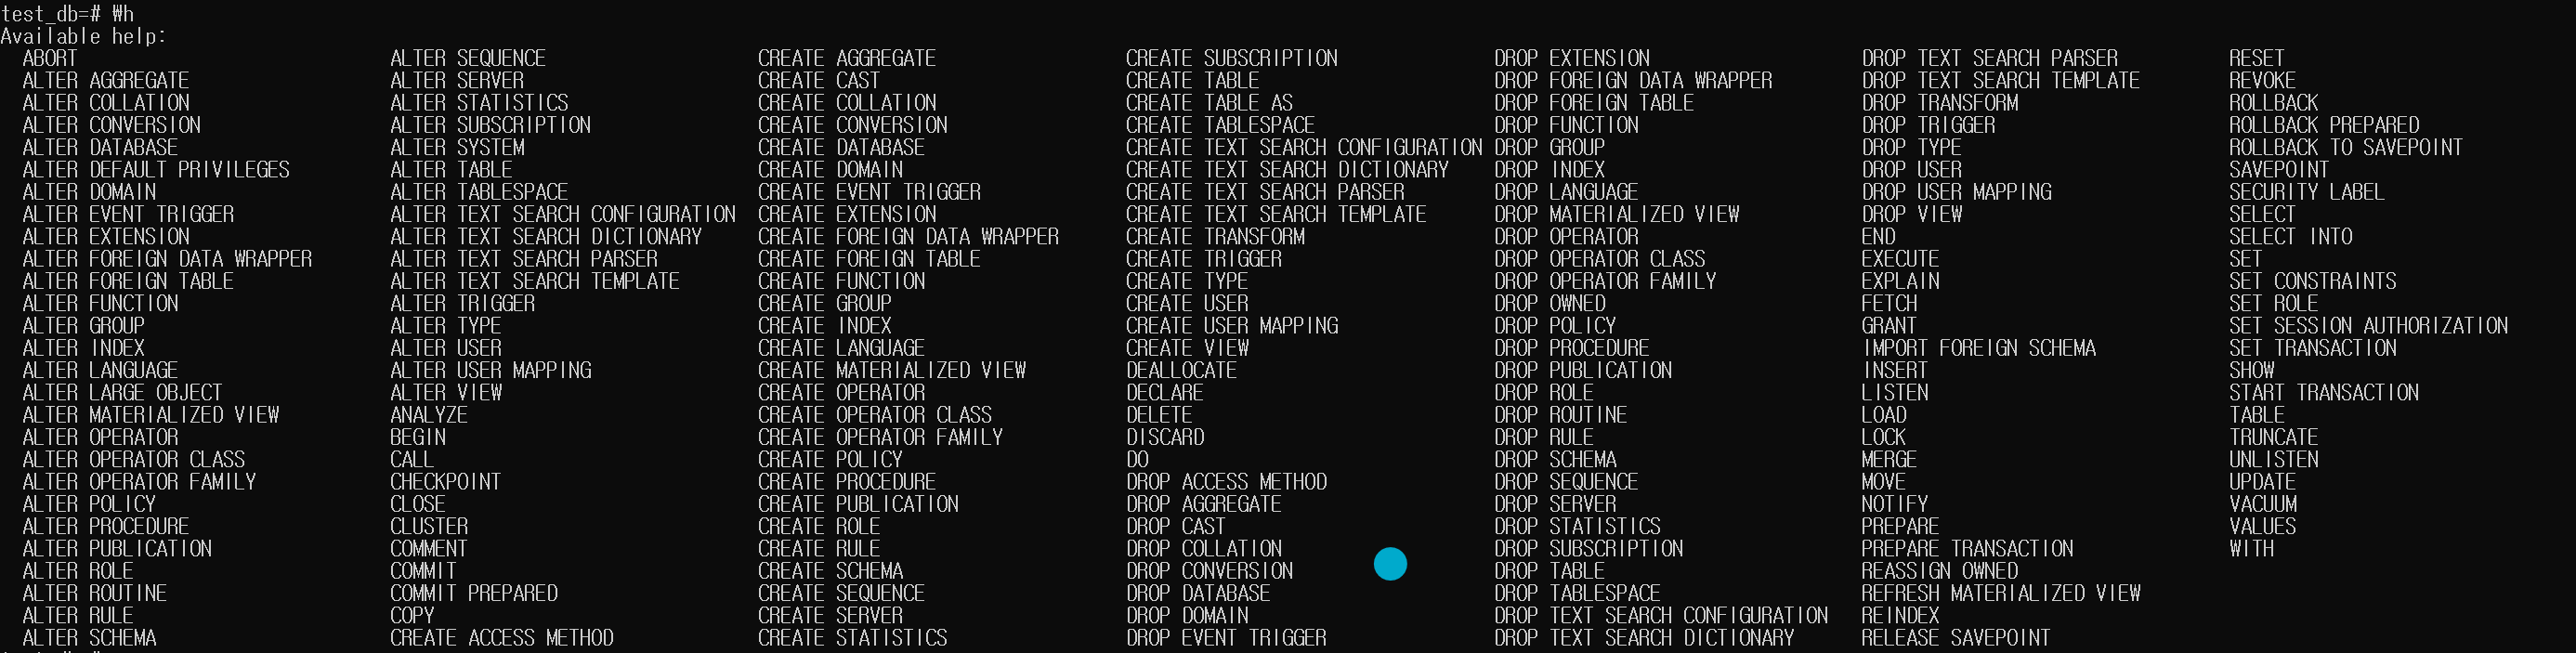 test_db=# ₩h
Available help:
ABORT ALTER SEQUENCE CREATE AGGREGATE CREATE SUBSCRIPTION DROP EXTENSION DROP TEXT SEARCH PARSER RESET
ALTER AGGREGATE ALTER SERVER CREATE CAST CREATE TABLE DROP FOREIGN DATA WRAPPER DROP TEXT SEARCH TEMPLATE REVOKE
ALTER COLLATION ALTER STATISTICS CREATE COLLATION CREATE TABLE AS DROP FOREIGN TABLE DROP TRANSFORM ROLLBACK
ALTER CONVERSION ALTER SUBSCRIPTION CREATE CONVERSION CREATE TABLESPACE DROP FUNCTION DROP TRIGGER ROLLBACK PREPARED
ALTER DATABASE ALTER SYSTEM CREATE DATABASE CREATE TEXT SEARCH CONFIGURATION DROP GROUP DROP TYPE ROLLBACK TO SAVEPOINT
ALTER DEFAULT PRIVILEGES ALTER TABLE CREATE DOMAIN CREATE TEXT SEARCH DICTIONARY DROP INDEX DROP USER SAVEPOINT
ALTER DOMAIN ALTER TABLESPACE CREATE EVENT TRIGGER CREATE TEXT SEARCH PARSER DROP LANGUAGE DROP USER MAPPING SECURITY LABEL
ALTER EVENT TRIGGER ALTER TEXT SEARCH CONFIGURATION CREATE EXTENSION CREATE TEXT SEARCH TEMPLATE DROP MATERIALIZED VIEW DROP VIEW SELECT
ALTER EXTENSION ALTER TEXT SEARCH DICTIONARY CREATE FOREIGN DATA WRAPPER CREATE TRANSFORM DROP OPERATOR END SELECT INTO
ALTER FOREIGN DATA WRAPPER ALTER TEXT SEARCH PARSER CREATE FOREIGN TABLE CREATE TRIGGER DROP OPERATOR CLASS EXECUTE SET
ALTER FOREIGN TABLE ALTER TEXT SEARCH TEMPLATE CREATE FUNCTION CREATE TYPE DROP OPERATOR FAMILY EXPLAIN SET CONSTRAINTS
ALTER FUNCTION ALTER TRIGGER CREATE GROUP CREATE USER DROP OWNED FETCH SET ROLE
ALTER GROUP ALTER TYPE CREATE INDEX CREATE USER MAPPING DROP POLICY GRANT SET SESSION AUTHORIZATION
ALTER INDEX ALTER USER CREATE LANGUAGE CREATE VIEW DROP PROCEDURE IMPORT FOREIGN SCHEMA SET TRANSACTION
ALTER LANGUAGE ALTER USER MAPPING CREATE MATERIALIZED VIEW DEALLOCATE DROP PUBLICATION INSERT SHOW
ALTER LARGE OBJECT ALTER VIEW CREATE OPERATOR DECLARE DROP ROLE LISTEN START TRANSACTION
ALTER MATERIALIZED VIEW ANALYZE CREATE OPERATOR CLASS DELETE DROP ROUTINE LOAD TABLE
ALTER OPERATOR BEGIN CREATE OPERATOR FAMILY DISCARD DROP RULE LOCK TRUNCATE
ALTER OPERATOR CLASS CALL CREATE POLICY DO DROP SCHEMA MERGE UNLISTEN
ALTER OPERATOR FAMILY CHECKPOINT CREATE PROCEDURE DROP ACCESS METHOD DROP SEQUENCE MOVE UPDATE
ALTER POLICY CLOSE CREATE PUBLICATION DROP AGGREGATE DROP SERVER NOTIFY VACUUM
ALTER PROCEDURE CLUSTER CREATE ROLE DROP CAST DROP STATISTICS PREPARE VALUES
ALTER PUBLICATION COMMENT CREATE RULE DROP COLLATION DROP SUBSCRIPTION PREPARE TRANSACTION WITH
ALTER ROLE COMMIT CREATE SCHEMA DROP CONVERSION DROP TABLE REASSIGN OWNED
ALTER ROUTINE COMMIT PREPARED CREATE SEQUENCE DROP DATABASE DROP TABLESPACE REFRESH MATERIALIZED VIEW
ALTER RULE COPY CREATE SERVER DROP DOMAIN DROP TEXT SEARCH CONFIGURATION REINDEX
ALTER SCHEMA CREATE ACCESS METHOD CREATE STATISTICS DROP EVENT TRIGGER DROP TEXT SEARCH DICTIONARY RELEASE SAVEPOINT